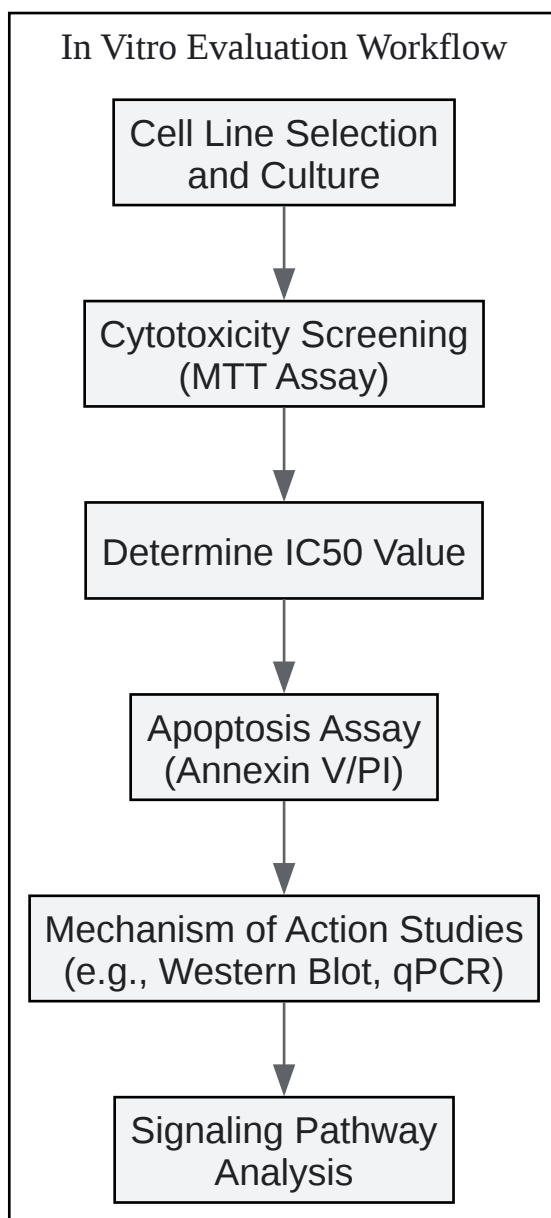 In Vitro Evaluation Workflow
Cell Line Selection
and Culture
Cytotoxicity Screening
(MTT Assay)
Determine IC50 Value
Apoptosis Assay
(Annexin V/PI)
Mechanism of Action Studies
(e.g., Western Blot, qPCR)
Signaling Pathway
Analysis